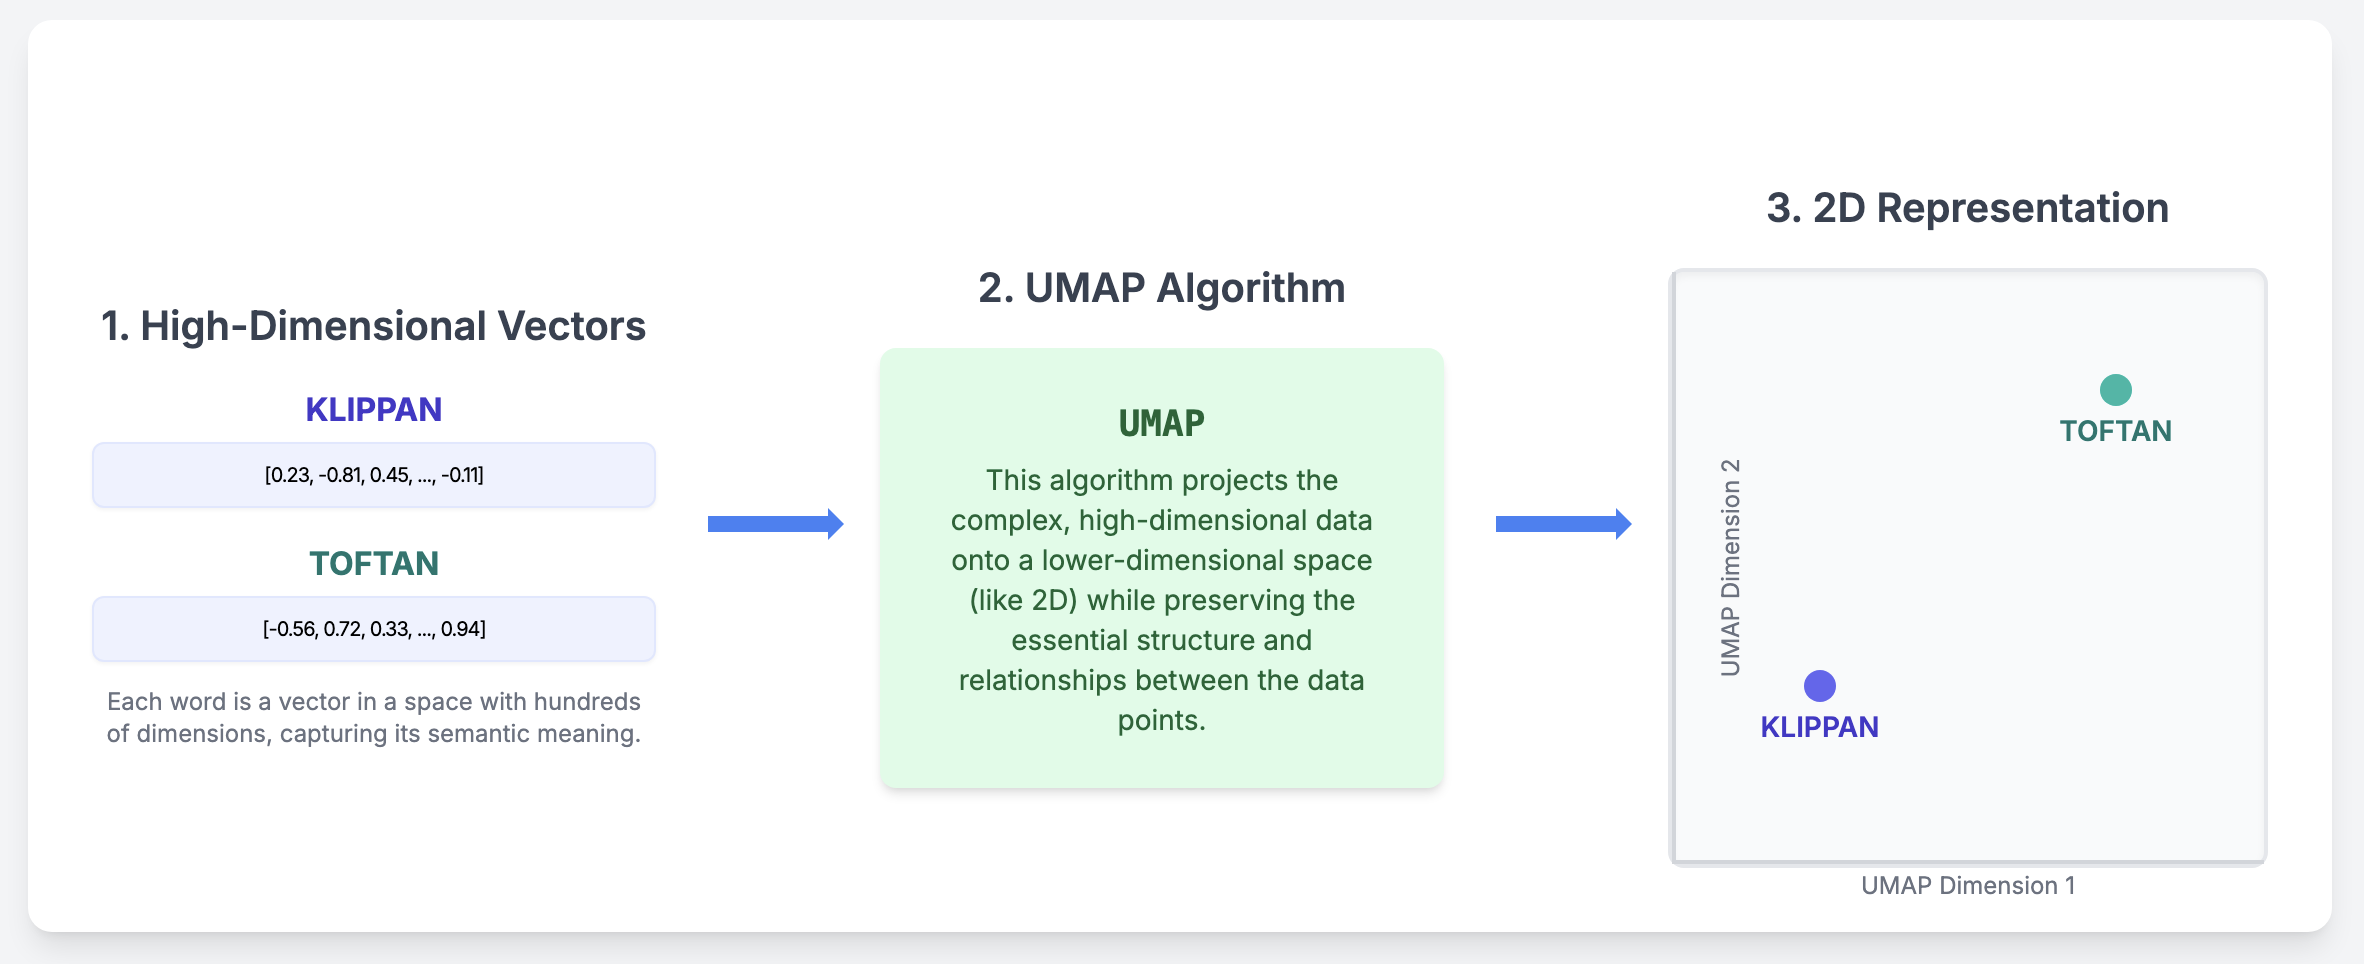 1. High-Dimensional Vectors
KLIPPAN
[0.23, -0.81, 0.45, ..., -0.11]
TOFTAN
[-0.56, 0.72, 0.33, ..., 0.94]
Each word is a vector in a space with hundreds
of dimensions, capturing its semantic meaning.
2. UMAP Algorithm
UMAP
This algorithm projects the
complex, high-dimensional data
onto a lower-dimensional space
(like 2D) while preserving the
essential structure and
relationships between the data
points.
3. 2D Representation
TOFTAN
UMAP Dimension 2
KLIPPAN
UMAP Dimension 1